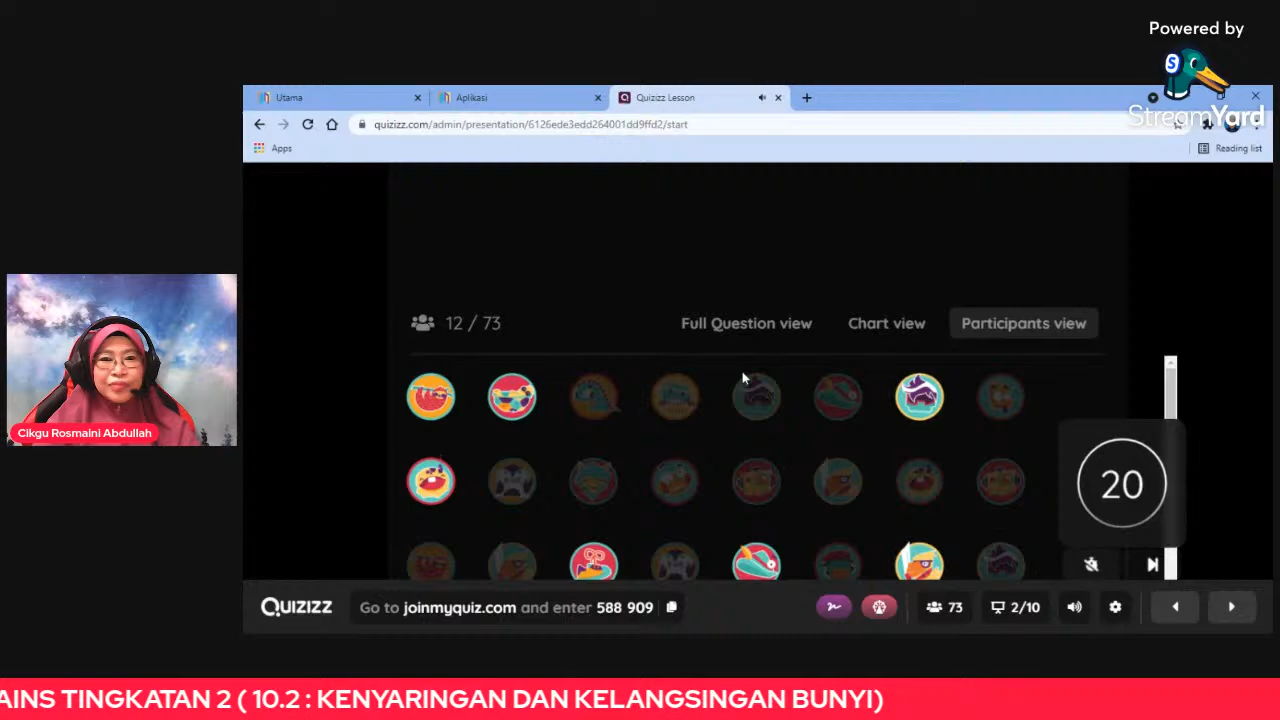 Powered by
StreamYard
Utama
Aplikasi
Quizizz Lesson
quizizz.com/admin/presentation/6126ede3edd264001dd9ffd2/start
Apps
Reading list
12 / 73
Full Question view
Chart view
Participants view
20
Cikgu Rosmaini Abdullah
QUIZIZZ
Go to joinmyquiz.com and enter 588 909
73
2/10
AINS TINGKATAN 2 ( 10.2 : KENYARINGAN DAN KELANGSINGAN BUNYI)